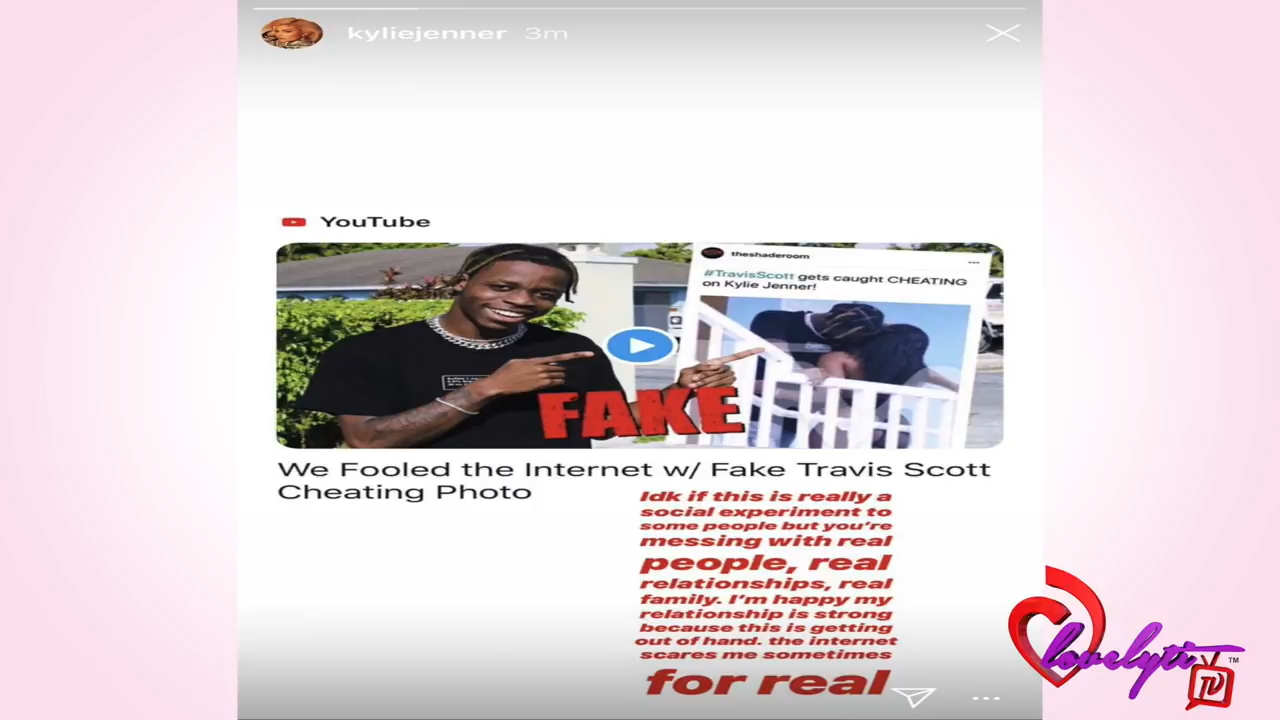 kyliejenner 3m
YouTube
theshaderoom
#TravisScott gets caught CHEATING
on Kylie Jenner!
FAKE
We Fooled the Internet w/ Fake Travis Scott
Cheating Photo
Idk if this is really a
social experiment to
some people but you're
messing with real
people, real
relationships, real
family. I'm happy my
relationship is strong
because this is getting
out of hand. the internet
scares me sometimes
for real
lovelyti
TV
TM